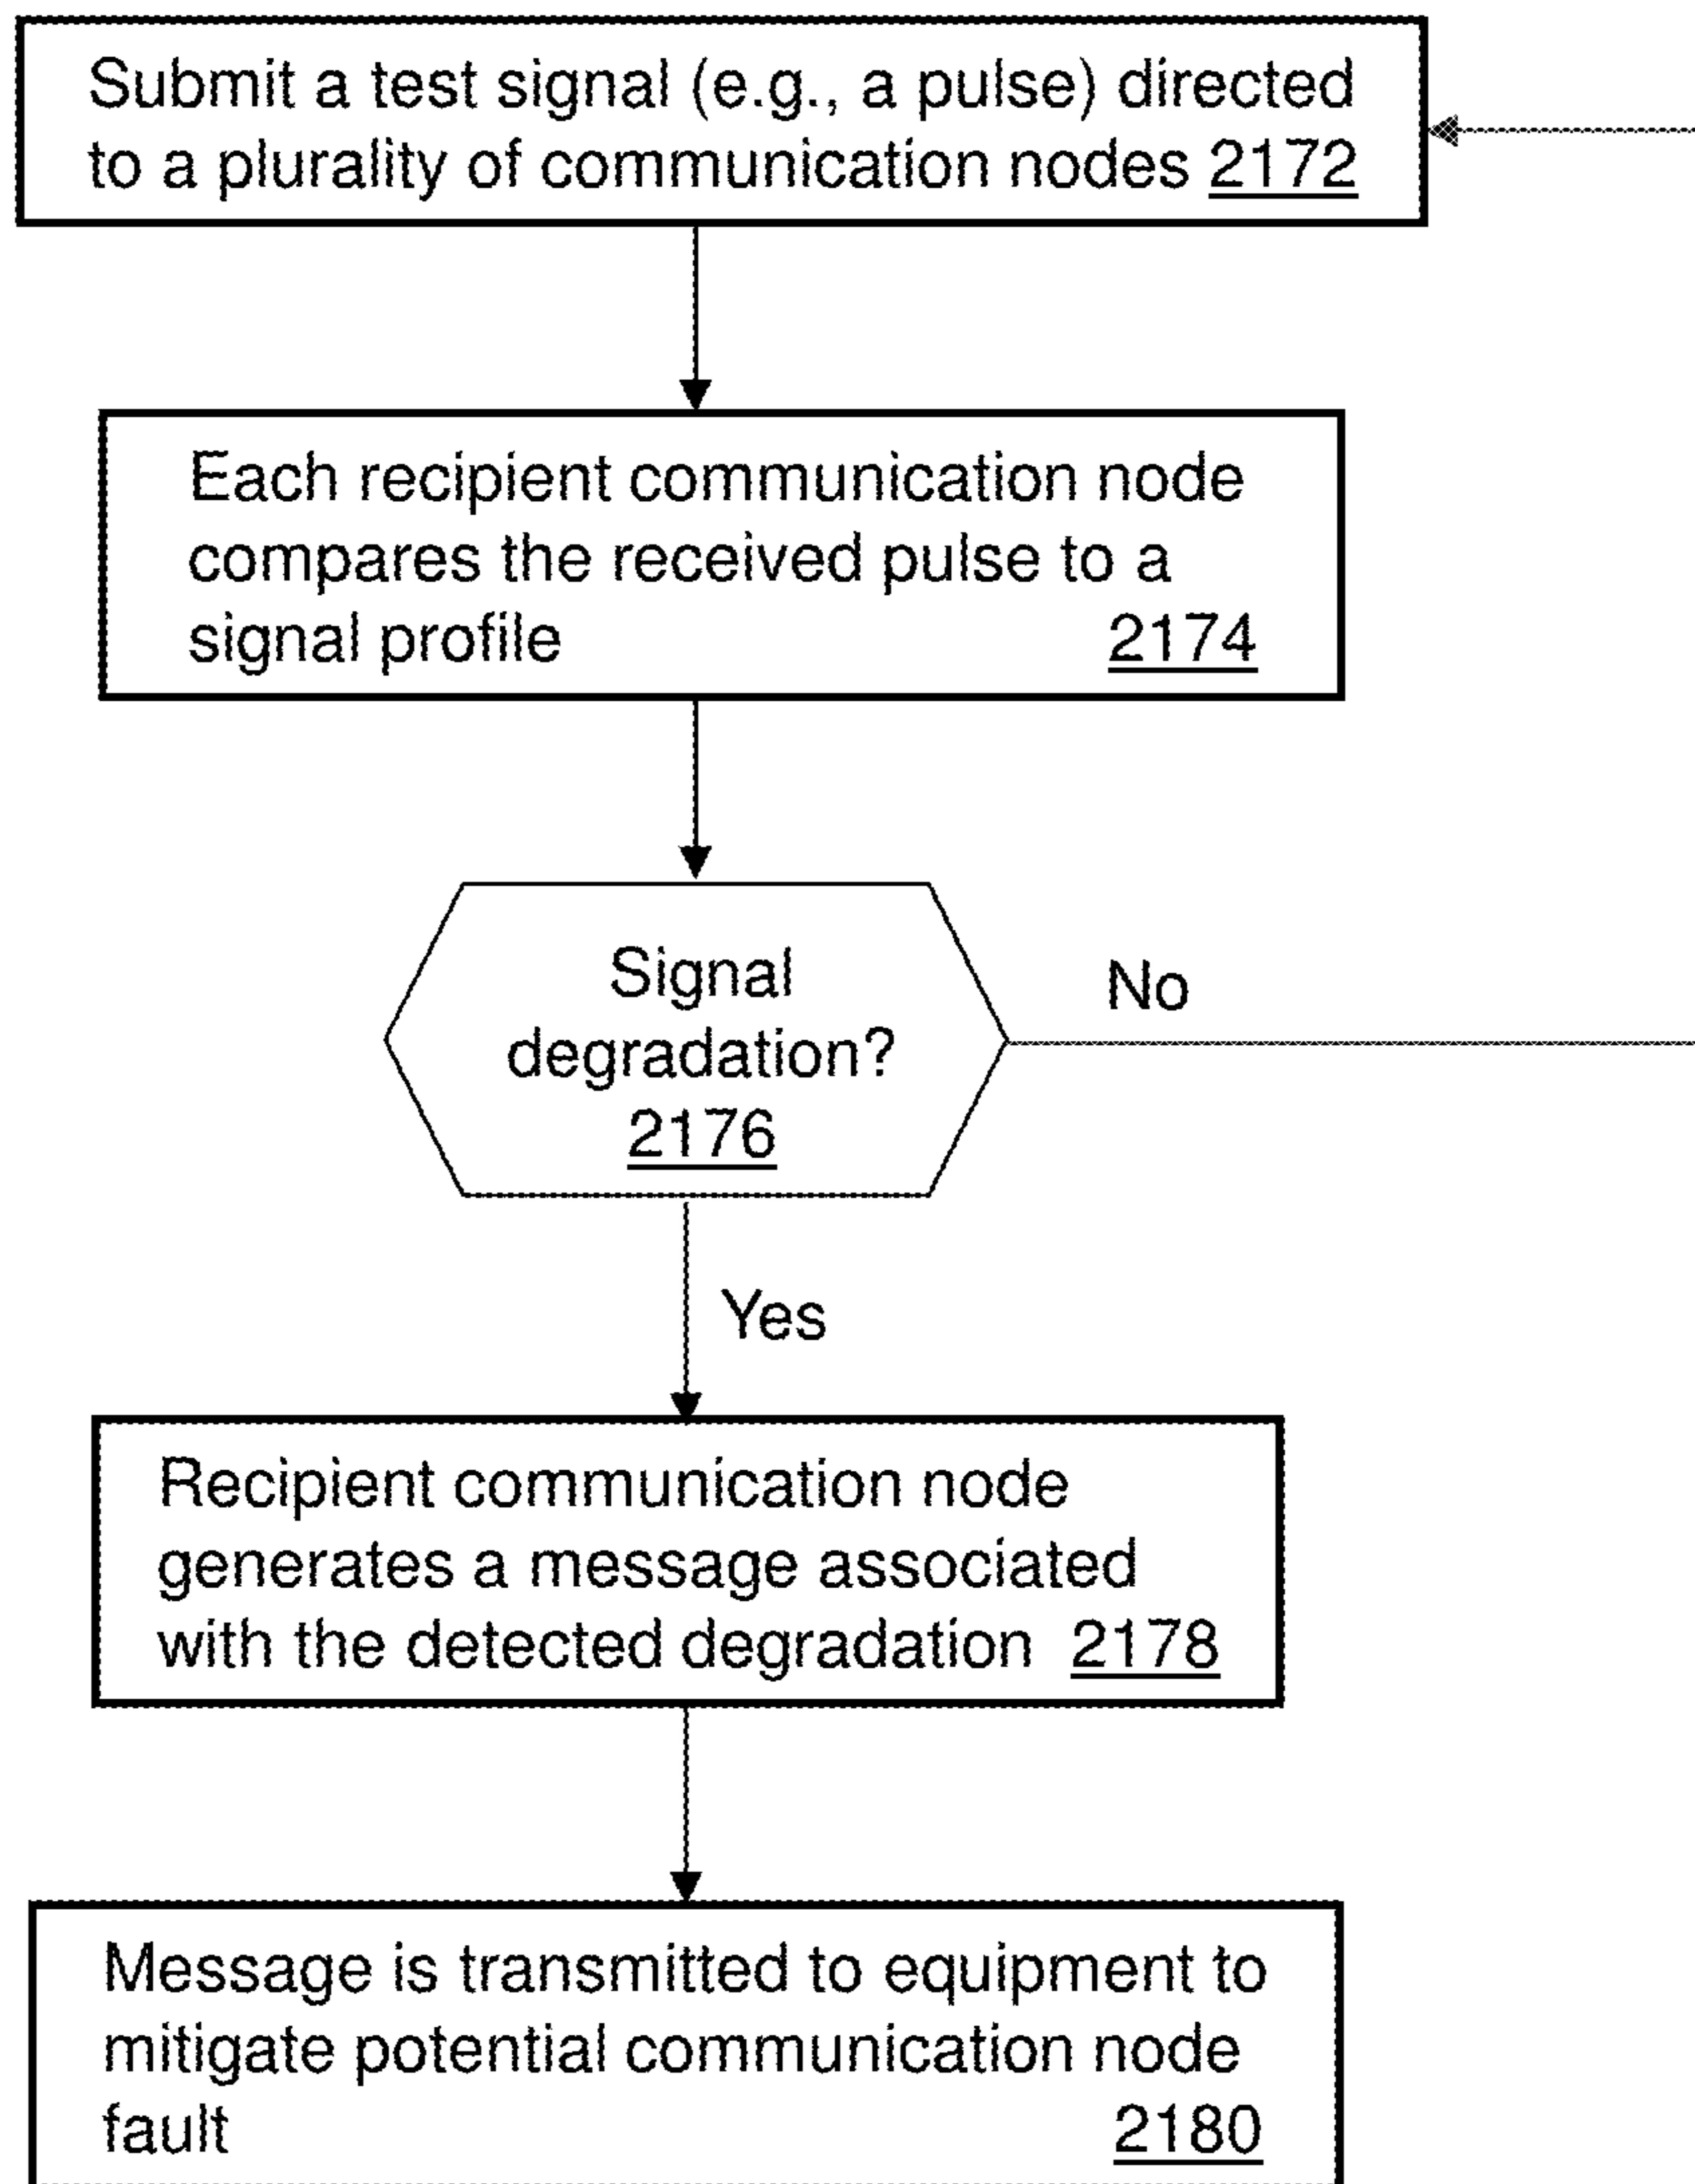 Submit a test signal (e.g., a pulse) directed
to a plurality of communication nodes 2172
Each recipient communication node
compares the received pulse to a
signal profile 2174
Signal
degradation?
2176
No
Yes
Recipient communication node
generates a message associated
with the detected degradation 2178
Message is transmitted to equipment to
mitigate potential communication node
fault 2180